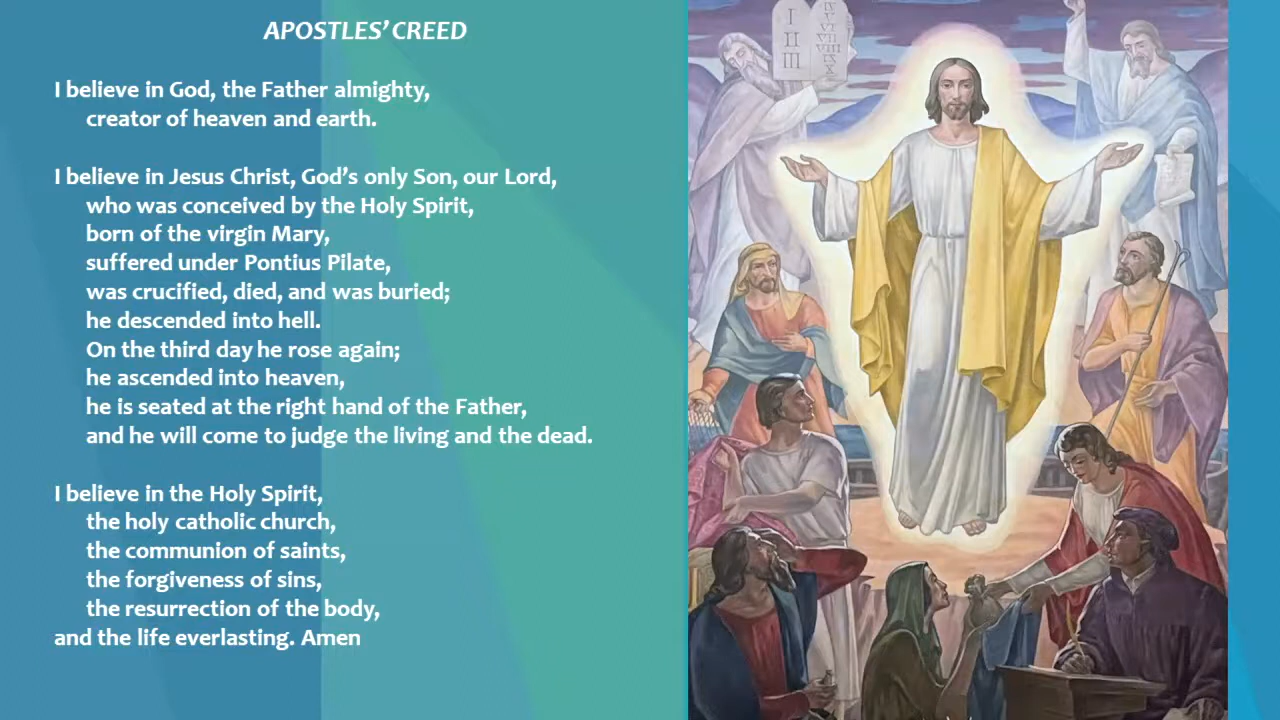 APOSTLES’ CREED
I believe in God, the Father almighty,
creator of heaven and earth.
I believe in Jesus Christ, God’s only Son, our Lord,
who was conceived by the Holy Spirit,
born of the virgin Mary,
suffered under Pontius Pilate,
was crucified, died, and was buried;
he descended into hell.
On the third day he rose again;
he ascended into heaven,
he is seated at the right hand of the Father,
and he will come to judge the living and the dead.
I believe in the Holy Spirit,
the holy catholic church,
the communion of saints,
the forgiveness of sins,
the resurrection of the body,
and the life everlasting. Amen
I
II
III